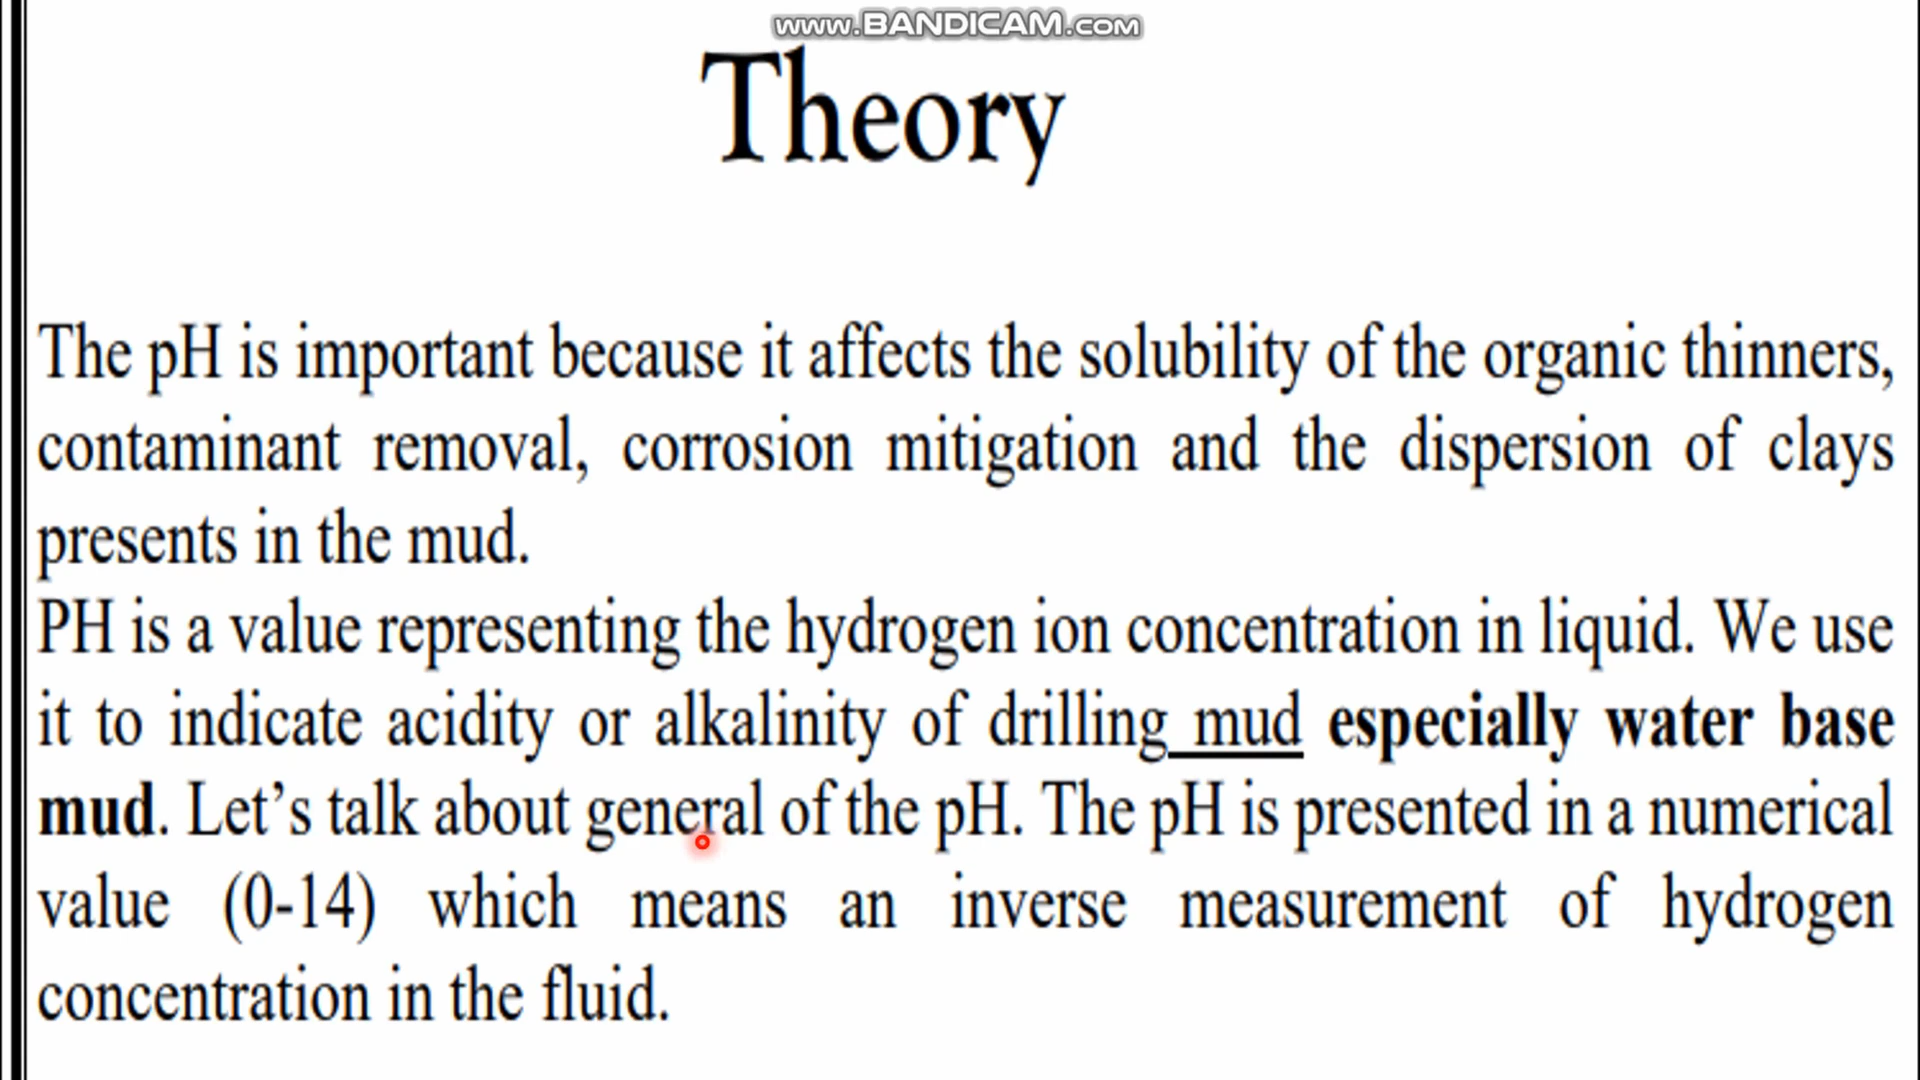 www.BANDICAM.com
Theory
The pH is important because it affects the solubility of the organic thinners,
contaminant removal, corrosion mitigation and the dispersion of clays
presents in the mud.
PH is a value representing the hydrogen ion concentration in liquid. We use
it to indicate acidity or alkalinity of drilling mud especially water base
mud. Let’s talk about general of the pH. The pH is presented in a numerical
value (0-14) which means an inverse measurement of hydrogen
concentration in the fluid.